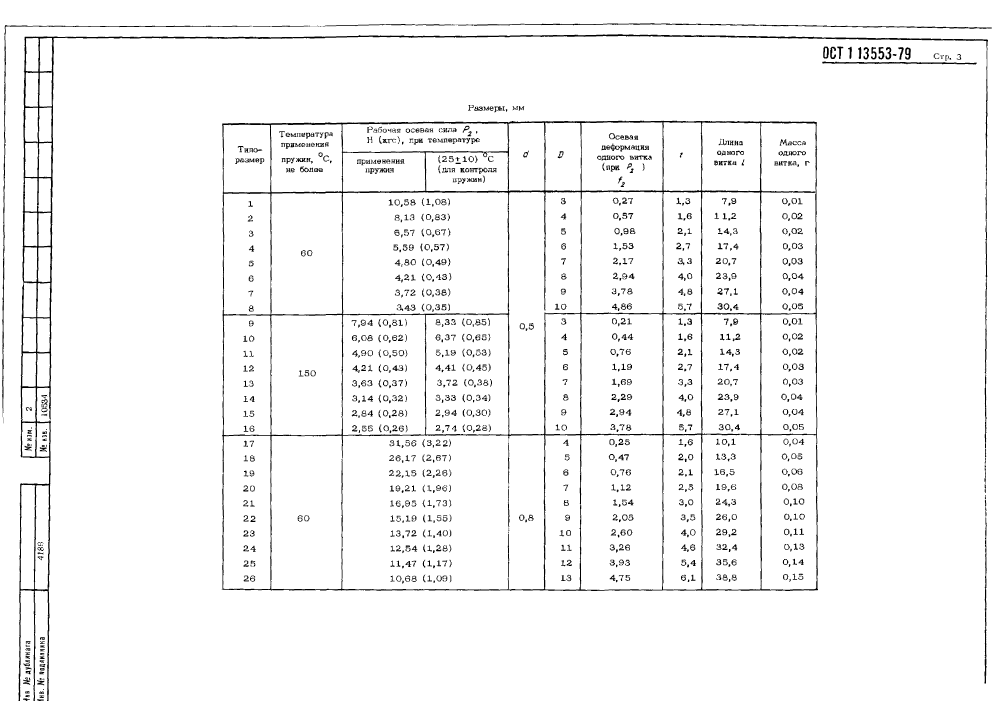 ОСТ 1 13553-79 Стр. 3
Размеры, мм
Типо-
размер
Температура
применения
пружин, °С,
не более
Рабочая осевая сила P₂,
Н (кгс), при температуре
применения
пружин
(25±10) °С
(для контроля
пружин)
d
D
Осевая
деформация
одного витка
(при P₂ )
f₂
t
Длина
одного
витка l
Масса
одного
витка, г
1 10,58 (1,08) 3 0,27 1,3 7,9 0,01
2 8,13 (0,83) 4 0,57 1,6 11,2 0,02
3 6,57 (0,67) 5 0,98 2,1 14,3 0,02
4 5,59 (0,57) 6 1,53 2,7 17,4 0,03
60
5 4,80 (0,49) 7 2,17 3,3 20,7 0,03
6 4,21 (0,43) 8 2,94 4,0 23,9 0,04
7 3,72 (0,38) 9 3,78 4,8 27,1 0,04
8 3,43 (0,35) 10 4,86 5,7 30,4 0,05
9 7,94 (0,81) 8,33 (0,85) 3 0,21 1,3 7,9 0,01
0,5
10 6,08 (0,62) 6,37 (0,65) 4 0,44 1,6 11,2 0,02
11 4,90 (0,50) 5,19 (0,53) 5 0,76 2,1 14,3 0,02
12 4,21 (0,43) 4,41 (0,45) 6 1,19 2,7 17,4 0,03
150
13 3,63 (0,37) 3,72 (0,38) 7 1,69 3,3 20,7 0,03
14 3,14 (0,32) 3,33 (0,34) 8 2,29 4,0 23,9 0,04
15 2,84 (0,28) 2,94 (0,30) 9 2,94 4,8 27,1 0,04
16 2,55 (0,26) 2,74 (0,28) 10 3,78 5,7 30,4 0,05
17 31,56 (3,22) 4 0,25 1,6 10,1 0,04
18 26,17 (2,67) 5 0,47 2,0 13,3 0,05
19 22,15 (2,26) 6 0,76 2,1 16,5 0,06
20 19,21 (1,96) 7 1,12 2,5 19,6 0,08
21 16,95 (1,73) 8 1,54 3,0 24,3 0,10
22 60 15,19 (1,55) 0,8 9 2,05 3,5 26,0 0,10
23 13,72 (1,40) 10 2,60 4,0 29,2 0,11
24 12,54 (1,28) 11 3,26 4,6 32,4 0,13
25 11,47 (1,17) 12 3,93 5,4 35,6 0,14
26 10,68 (1,09) 13 4,75 6,1 38,8 0,15
№ изм. 2
№ изв. 10584
4188
Инв. № дубликата
Инв. № подлинника